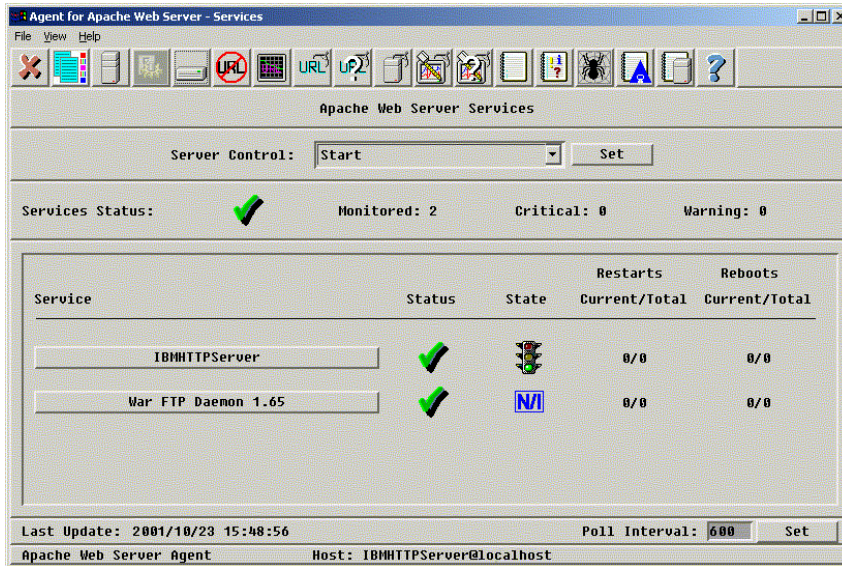 Agent for Apache Web Server - Services
File View Help
URL URL URL?
Apache Web Server Services
Server Control: Start Set
Services Status: Monitored: 2 Critical: 0 Warning: 0
Restarts Reboots
Service Status State Current/Total Current/Total
IBMHTTPServer 0/0 0/0
War FTP Daemon 1.65 N/I 0/0 0/0
Last Update: 2001/10/23 15:48:56 Poll Interval: 600 Set
Apache Web Server Agent Host: IBMHTTPServer@localhost